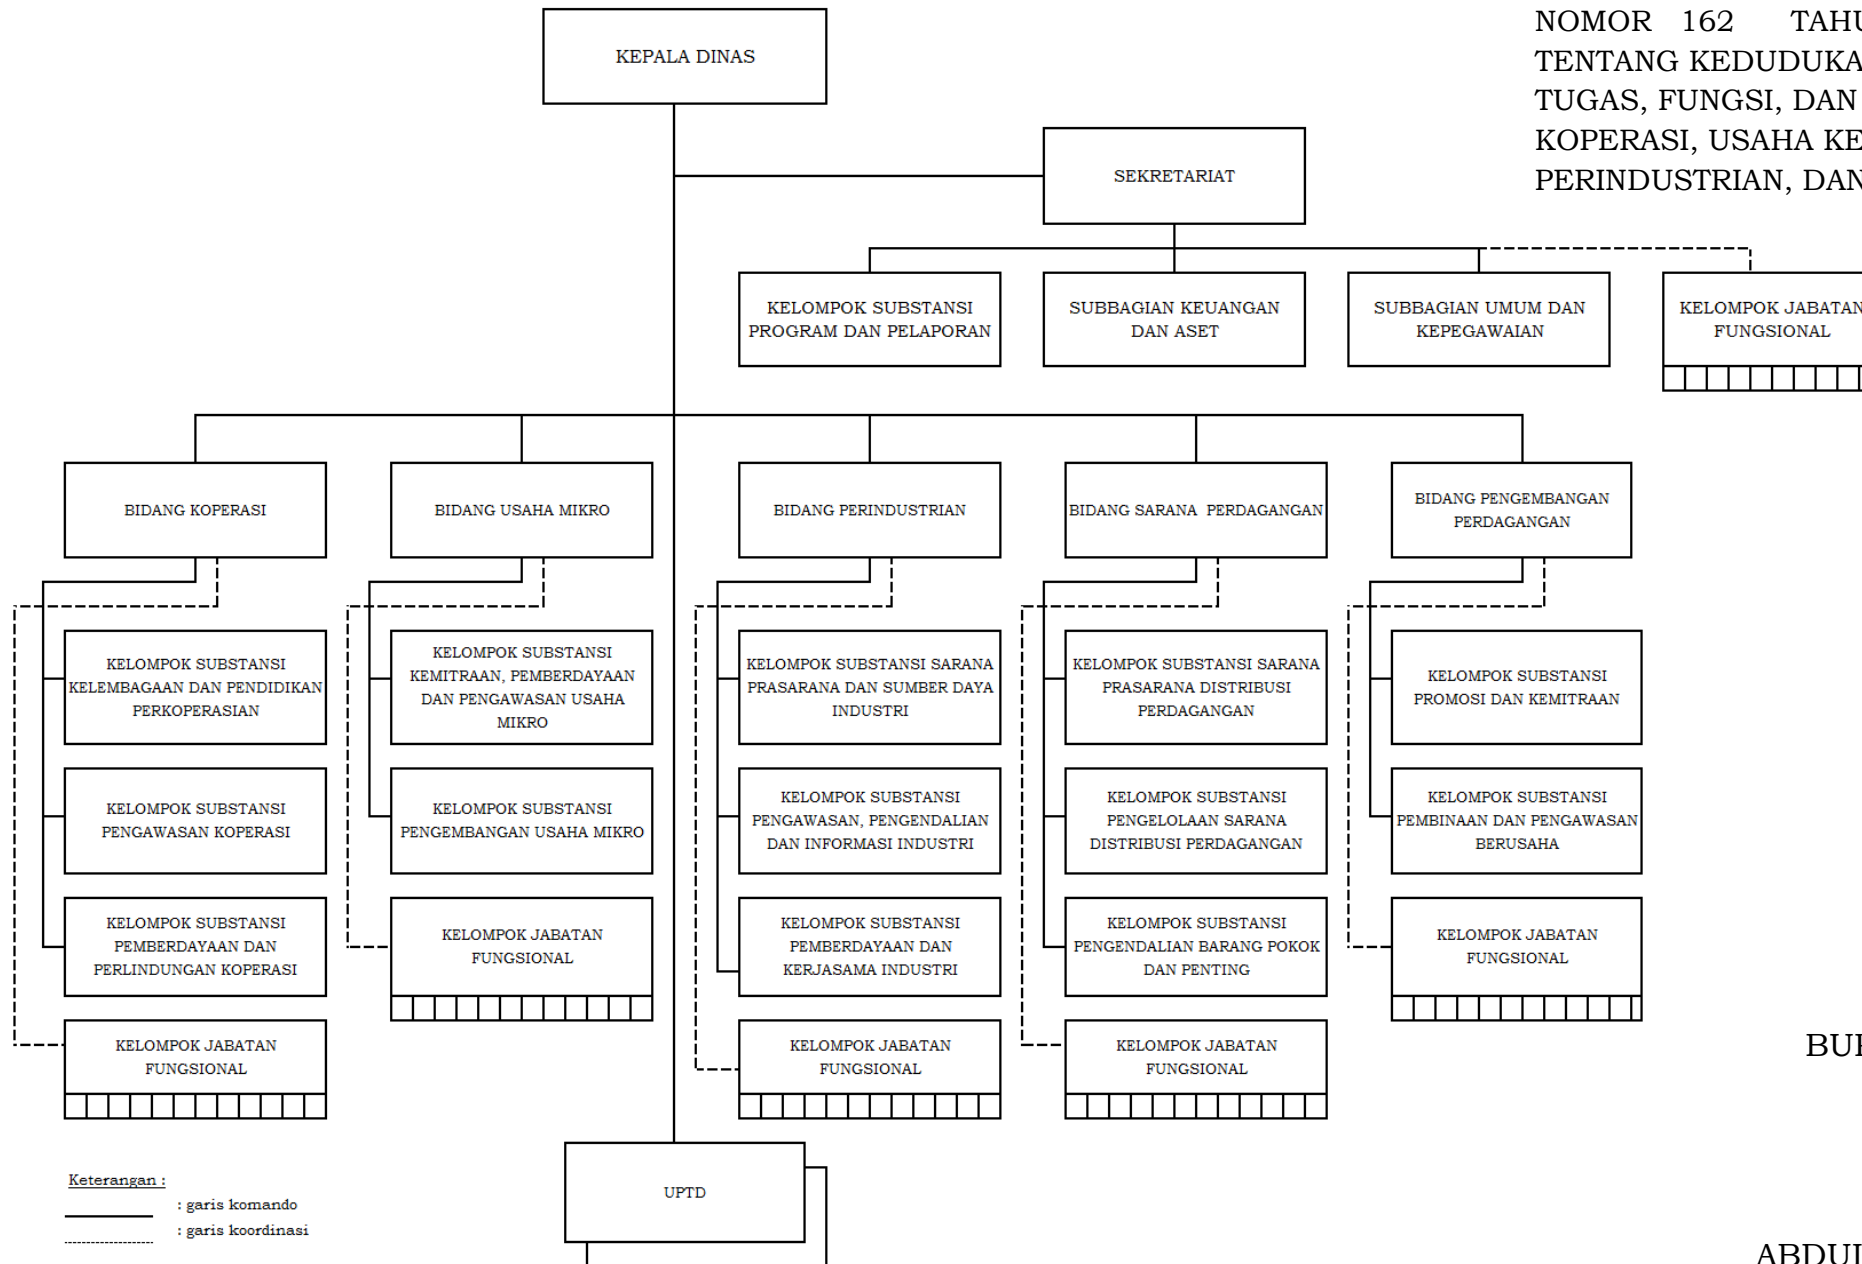 KEPALA DINAS
NOMOR 162 TAHU
TENTANG KEDUDUKA
TUGAS, FUNGSI, DAN
KOPERASI, USAHA KE
PERINDUSTRIAN, DAN
SEKRETARIAT
KELOMPOK SUBSTANSI
PROGRAM DAN PELAPORAN
SUBBAGIAN KEUANGAN
DAN ASET
SUBBAGIAN UMUM DAN
KEPEGAWAIAN
KELOMPOK JABATAN
FUNGSIONAL
BIDANG KOPERASI
BIDANG USAHA MIKRO
BIDANG PERINDUSTRIAN
BIDANG SARANA PERDAGANGAN
BIDANG PENGEMBANGAN
PERDAGANGAN
KELOMPOK SUBSTANSI
KELEMBAGAAN DAN PENDIDIKAN
PERKOPERASIAN
KELOMPOK SUBSTANSI
KEMITRAAN, PEMBERDAYAAN
DAN PENGAWASAN USAHA
MIKRO
KELOMPOK SUBSTANSI SARANA
PRASARANA DAN SUMBER DAYA
INDUSTRI
KELOMPOK SUBSTANSI SARANA
PRASARANA DISTRIBUSI
PERDAGANGAN
KELOMPOK SUBSTANSI
PROMOSI DAN KEMITRAAN
KELOMPOK SUBSTANSI
PENGAWASAN KOPERASI
KELOMPOK SUBSTANSI
PENGEMBANGAN USAHA MIKRO
KELOMPOK SUBSTANSI
PENGAWASAN, PENGENDALIAN
DAN INFORMASI INDUSTRI
KELOMPOK SUBSTANSI
PENGELOLAAN SARANA
DISTRIBUSI PERDAGANGAN
KELOMPOK SUBSTANSI
PEMBINAAN DAN PENGAWASAN
BERUSAHA
KELOMPOK SUBSTANSI
PEMBERDAYAAN DAN
PERLINDUNGAN KOPERASI
KELOMPOK JABATAN
FUNGSIONAL
KELOMPOK SUBSTANSI
PEMBERDAYAAN DAN
KERJASAMA INDUSTRI
KELOMPOK SUBSTANSI
PENGENDALIAN BARANG POKOK
DAN PENTING
KELOMPOK JABATAN
FUNGSIONAL
KELOMPOK JABATAN
FUNGSIONAL
KELOMPOK JABATAN
FUNGSIONAL
KELOMPOK JABATAN
FUNGSIONAL
UPTD
Keterangan :
: garis komando
: garis koordinasi